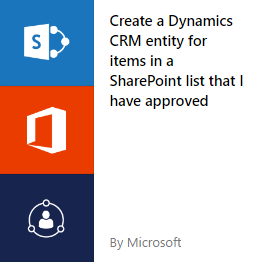 Create a Dynamics
CRM entity for
items in a
SharePoint list that I
have approved
S
By Microsoft